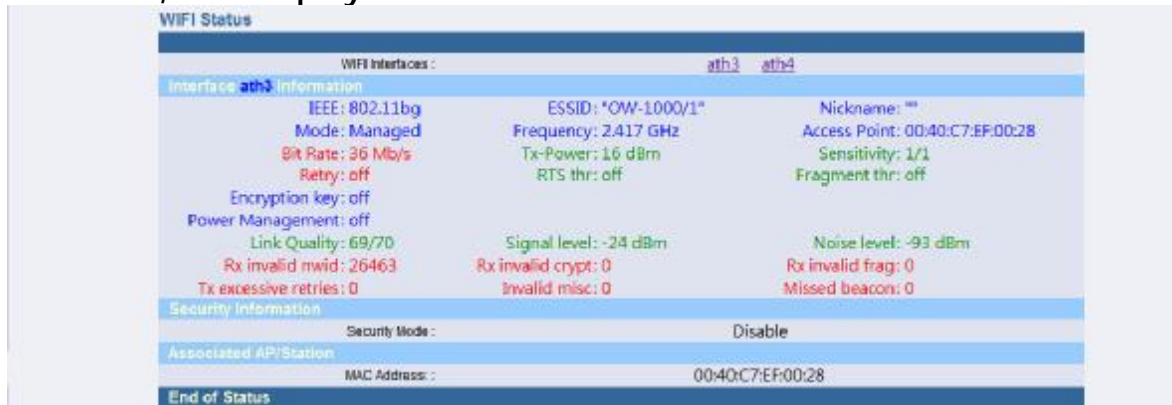 WIFI Status
WIFI Interfaces : ath3 ath4
Interface ath3 Information
IEEE: 802.11bg ESSID: "OW-1000/1" Nickname: ""
Mode: Managed Frequency: 2.417 GHz Access Point: 00:40:C7:EF:00:28
Bit Rate: 36 Mb/s Tx-Power: 16 dBm Sensitivity: 1/1
Retry: off RTS thr: off Fragment thr: off
Encryption key: off
Power Management: off
Link Quality: 69/70 Signal level: -24 dBm Noise level: -93 dBm
Rx invalid nwid: 26463 Rx invalid crypt: 0 Rx invalid frag: 0
Tx excessive retries: 0 Invalid misc: 0 Missed beacon: 0
Security Information
Security Mode : Disable
Associated AP/Station
MAC Address: : 00:40:C7:EF:00:28
End of Status